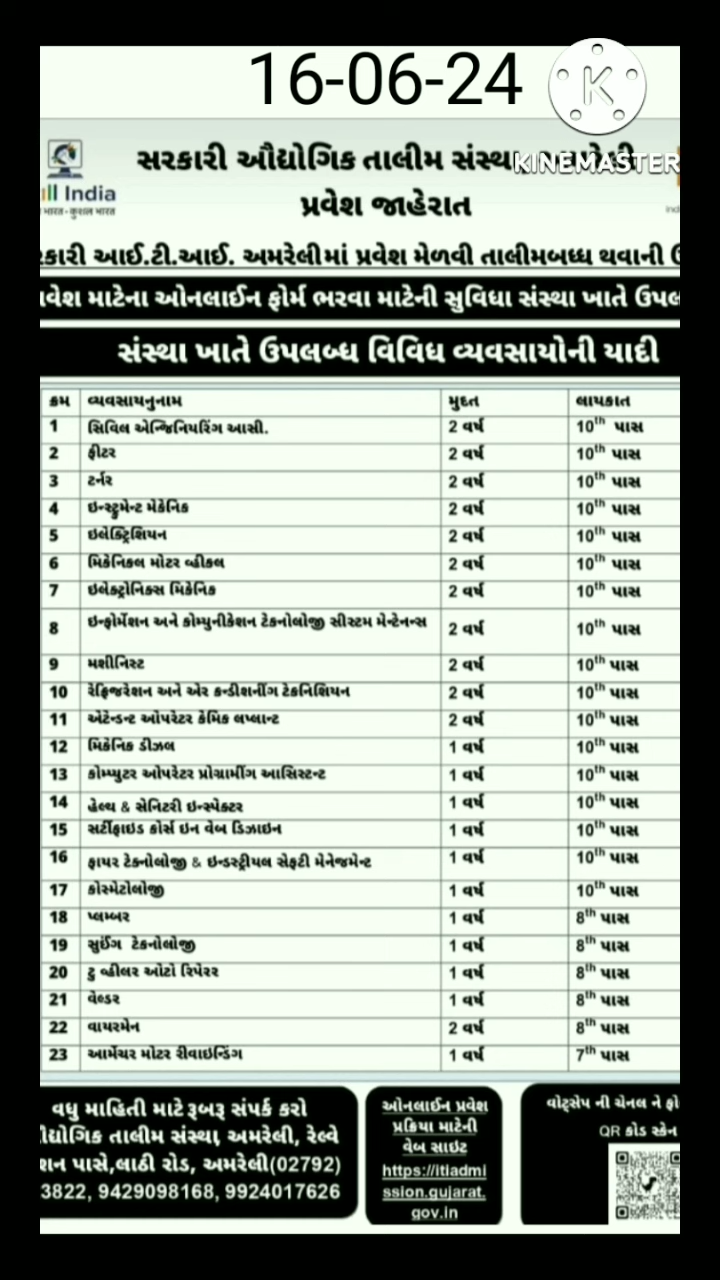 16-06-24
KINEMASTER
સરકારી ઔદ્યોગિક તાલીમ
ll India
પ્રવેશ જાહેરાત
કારી આઈ.ટી.આઈ. અમરેલીમાં પ્રવેશ મેળવી તાલીમબધ્ધ થવાની
વેશ માટેના ઓનલાઈન ફોર્મ ભરવા માટેની સુવિધા સંસ્થા ખાતે ઉપલ
સંસ્થા ખાતે ઉપલબ્ધ વિવિધ વ્યવસાયોની યાદી
ક્રમ વ્યવસાયનુનામ મુદત લાયકાત
1 સિવિલ એન્જિનિયરિંગ આસી. 2 વર્ષ 10th પાસ
2 ફીટર 2 વર્ષ 10th પાસ
3 ટર્નર 2 વર્ષ 10th પાસ
4 ઇન્સ્ટ્રુમેન્ટ મેકેનિક 2 વર્ષ 10th પાસ
5 ઇલેક્ટ્રિશિયન 2 વર્ષ 10th પાસ
6 મિકેનિકલ મોટર વ્હીકલ 2 વર્ષ 10th પાસ
7 ઇલેક્ટ્રોનિક્સ મિકેનિક 2 વર્ષ 10th પાસ
8 ઇન્ફોર્મેશન અને કોમ્યુનીકેશન ટેકનોલોજી સીસ્ટમ મેન્ટેનન્સ 2 વર્ષ 10th પાસ
9 મશીનિસ્ટ 2 વર્ષ 10th પાસ
10 રેફ્રિજરેશન અને એર કન્ડીશનીંગ ટેકનિશિયન 2 વર્ષ 10th પાસ
11 એટેન્ડન્ટ ઓપરેટર કેમિક લપ્લાન્ટ 2 વર્ષ 10th પાસ
12 મિકેનિક ડીઝલ 1 વર્ષ 10th પાસ
13 કોમ્પ્યુટર ઓપરેટર પ્રોગ્રામીંગ આસિસ્ટન્ટ 1 વર્ષ 10th પાસ
14 હેલ્થ & સેનિટરી ઇન્સ્પેક્ટર 1 વર્ષ 10th પાસ
15 સર્ટીફાઇડ કોર્સ ઇન વેબ ડિઝાઇન 1 વર્ષ 10th પાસ
16 ફાયર ટેકનોલોજી & ઇન્ડસ્ટ્રીયલ સેફટી મેનેજમેન્ટ 1 વર્ષ 10th પાસ
17 કોસ્મેટોલોજી 1 વર્ષ 10th પાસ
18 પ્લમ્બર 1 વર્ષ 8th પાસ
19 સુઈંગ ટેકનોલોજી 1 વર્ષ 8th પાસ
20 ટુ વ્હીલર ઓટો રિપેરર 1 વર્ષ 8th પાસ
21 વેલ્ડર 1 વર્ષ 8th પાસ
22 વાયરમેન 2 વર્ષ 8th પાસ
23 આર્મેચર મોટર રીવાઇન્ડિંગ 1 વર્ષ 7th પાસ
વધુ માહિતી માટે રૂબરૂ સંપર્ક કરો
દ્યોગિક તાલીમ સંસ્થા, અમરેલી, રેલ્વે
શન પાસે,લાઠી રોડ, અમરેલી(02792)
3822, 9429098168, 9924017626
ઓનલાઈન પ્રવેશ
પ્રક્રિયા માટેની
વેબ સાઇટ
https://itiadmi
ssion.gujarat.
gov.in
વોટ્સેપ ની ચેનલ ને ફો
QR કોડ સ્કેન